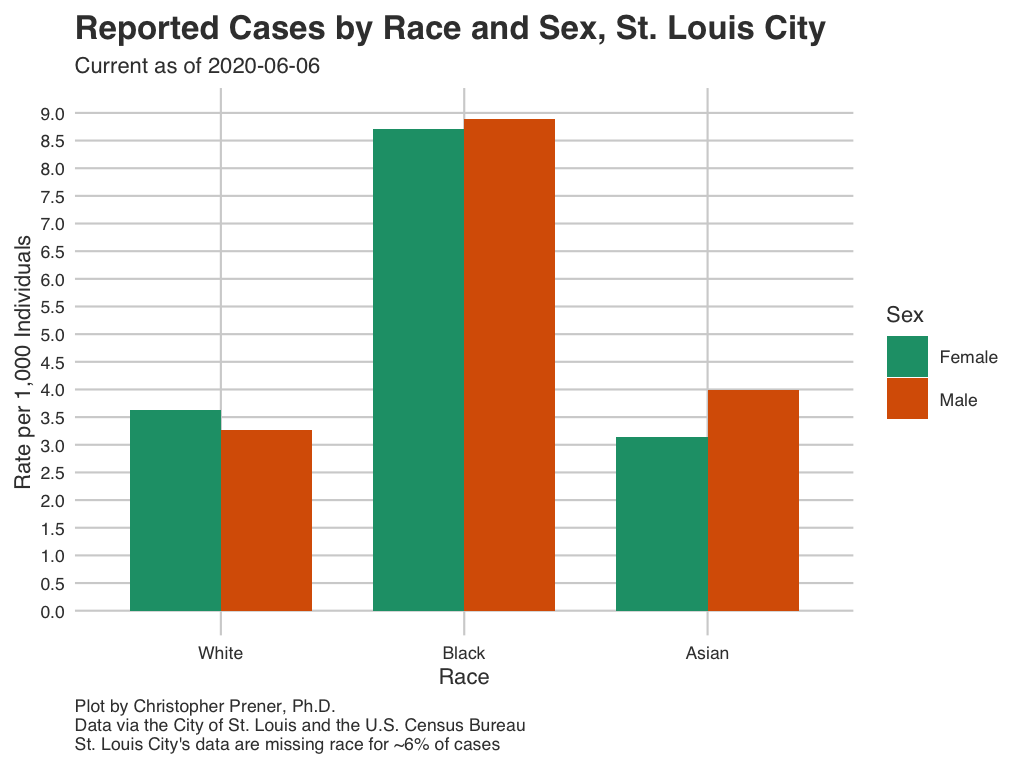 Reported Cases by Race and Sex, St. Louis City
Current as of 2020-06-06
Rate per 1,000 Individuals
9.0
8.5
8.0
7.5
7.0
6.5
6.0
5.5
5.0
4.5
4.0
3.5
3.0
2.5
2.0
1.5
1.0
0.5
0.0
White
Black
Asian
Race
Sex
Female
Male
Plot by Christopher Prener, Ph.D.
Data via the City of St. Louis and the U.S. Census Bureau
St. Louis City's data are missing race for ~6% of cases